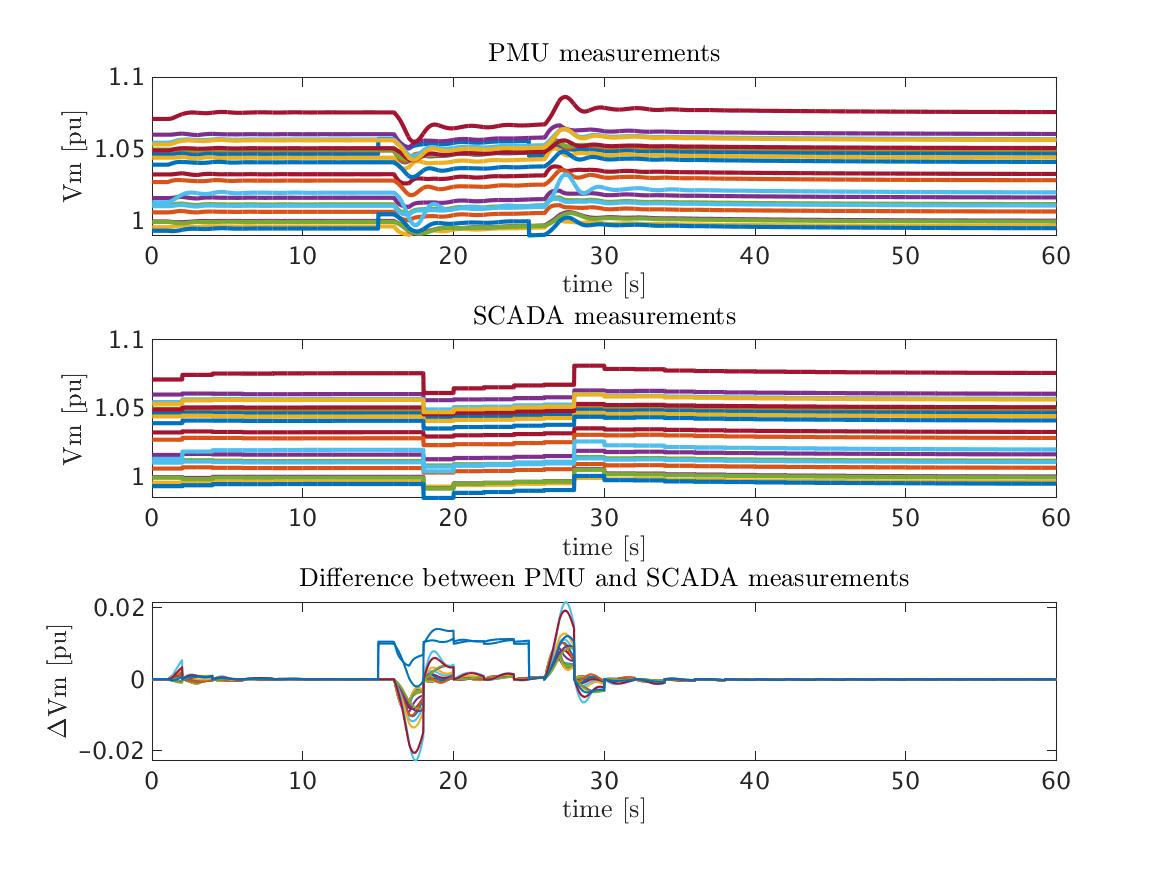 PMU measurements
1.1
1.05
1
Vm [pu]
0 10 20 30 40 50 60
time [s]
SCADA measurements
1.1
1.05
1
Vm [pu]
0 10 20 30 40 50 60
time [s]
Difference between PMU and SCADA measurements
0.02
0
-0.02
ΔVm [pu]
0 10 20 30 40 50 60
time [s]